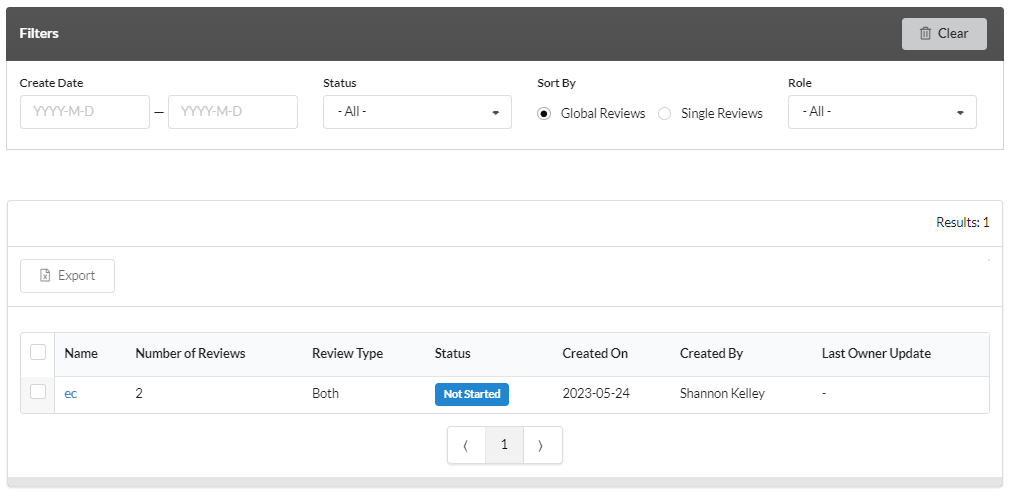 Filters
Clear
Create Date Status Sort By Role
YYYY-M-D — YYYY-M-D - All - Global Reviews Single Reviews - All -
Results: 1
Export
Name Number of Reviews Review Type Status Created On Created By Last Owner Update
ec 2 Both Not Started 2023-05-24 Shannon Kelley -
⟨ 1 ⟩